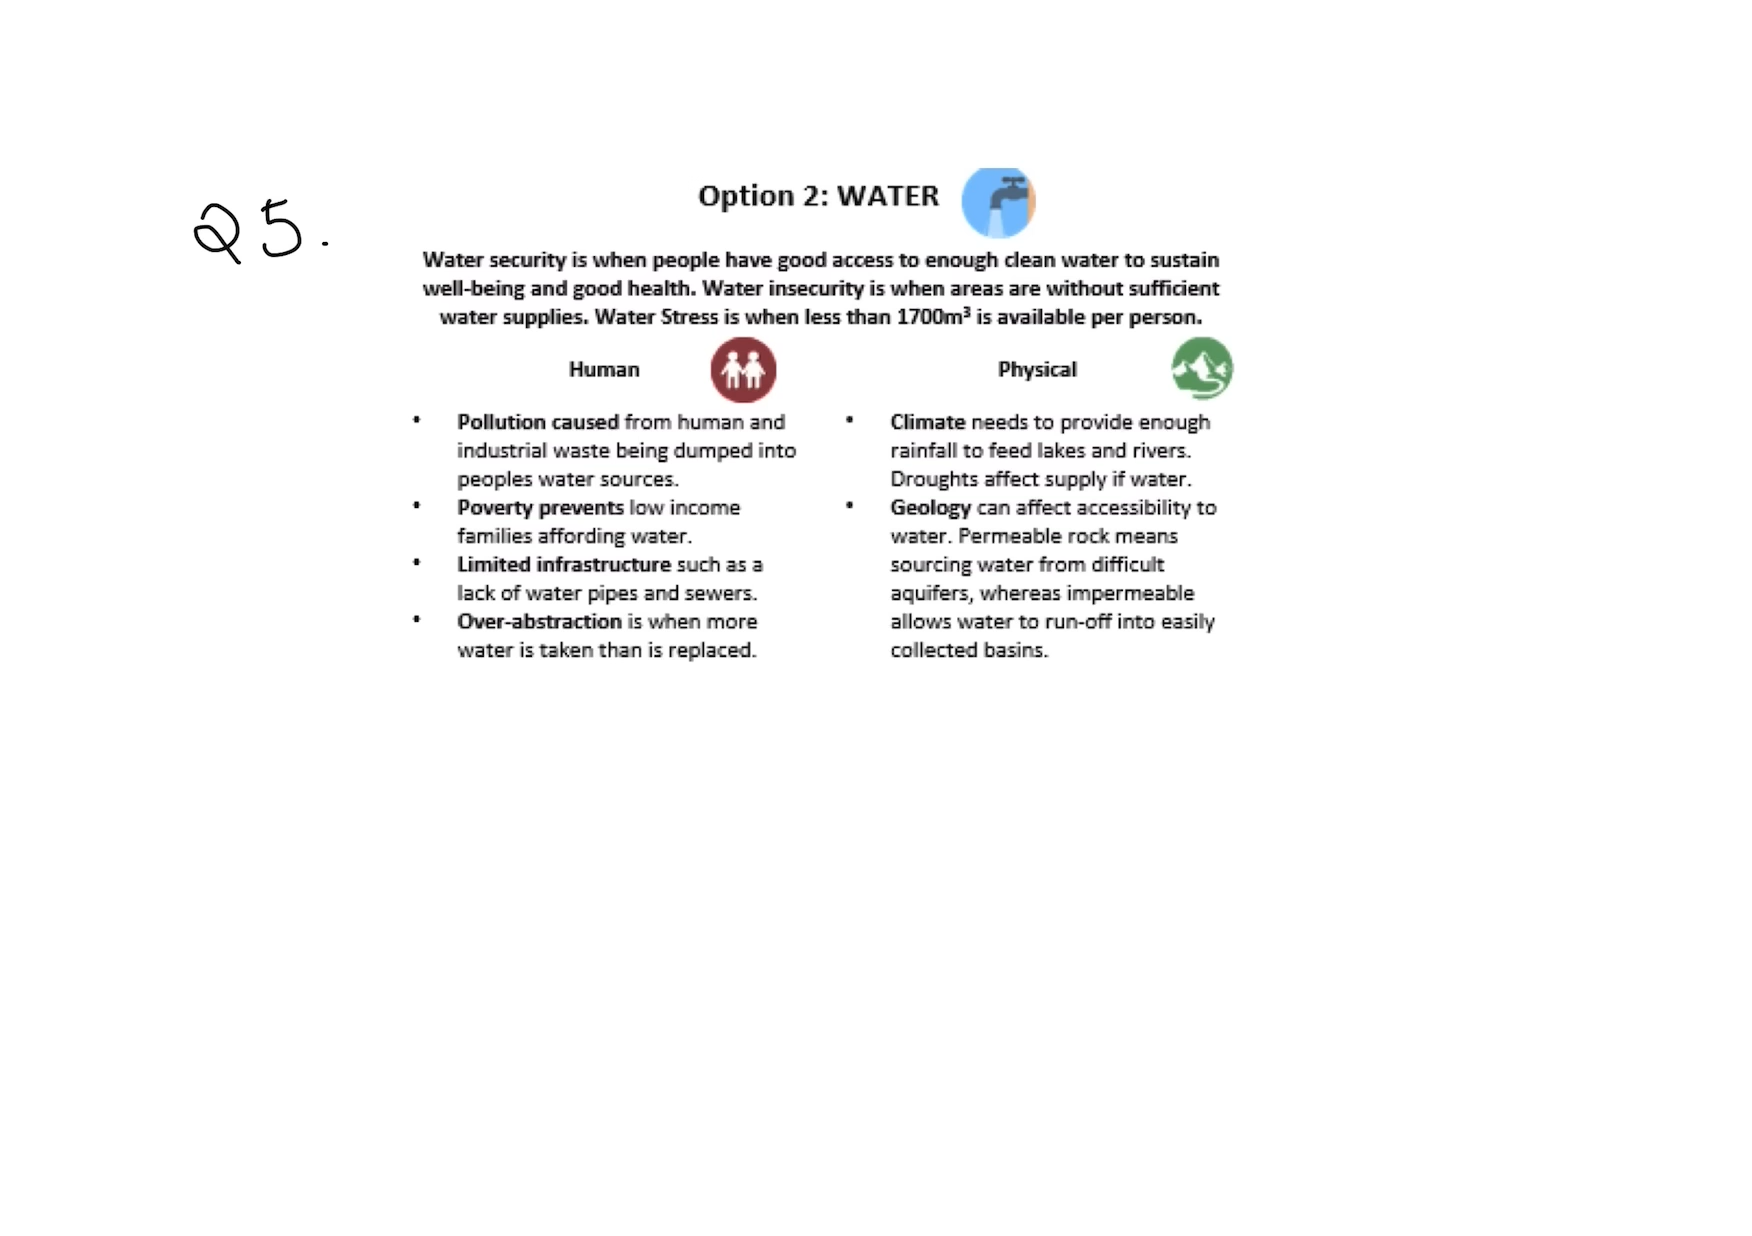 Q5.
Option 2: WATER
Water security is when people have good access to enough clean water to sustain
well-being and good health. Water insecurity is when areas are without sufficient
water supplies. Water Stress is when less than 1700m³ is available per person.
Human
• Pollution caused from human and
industrial waste being dumped into
peoples water sources.
• Poverty prevents low income
families affording water.
• Limited infrastructure such as a
lack of water pipes and sewers.
• Over-abstraction is when more
water is taken than is replaced.
Physical
• Climate needs to provide enough
rainfall to feed lakes and rivers.
Droughts affect supply if water.
• Geology can affect accessibility to
water. Permeable rock means
sourcing water from difficult
aquifers, whereas impermeable
allows water to run-off into easily
collected basins.